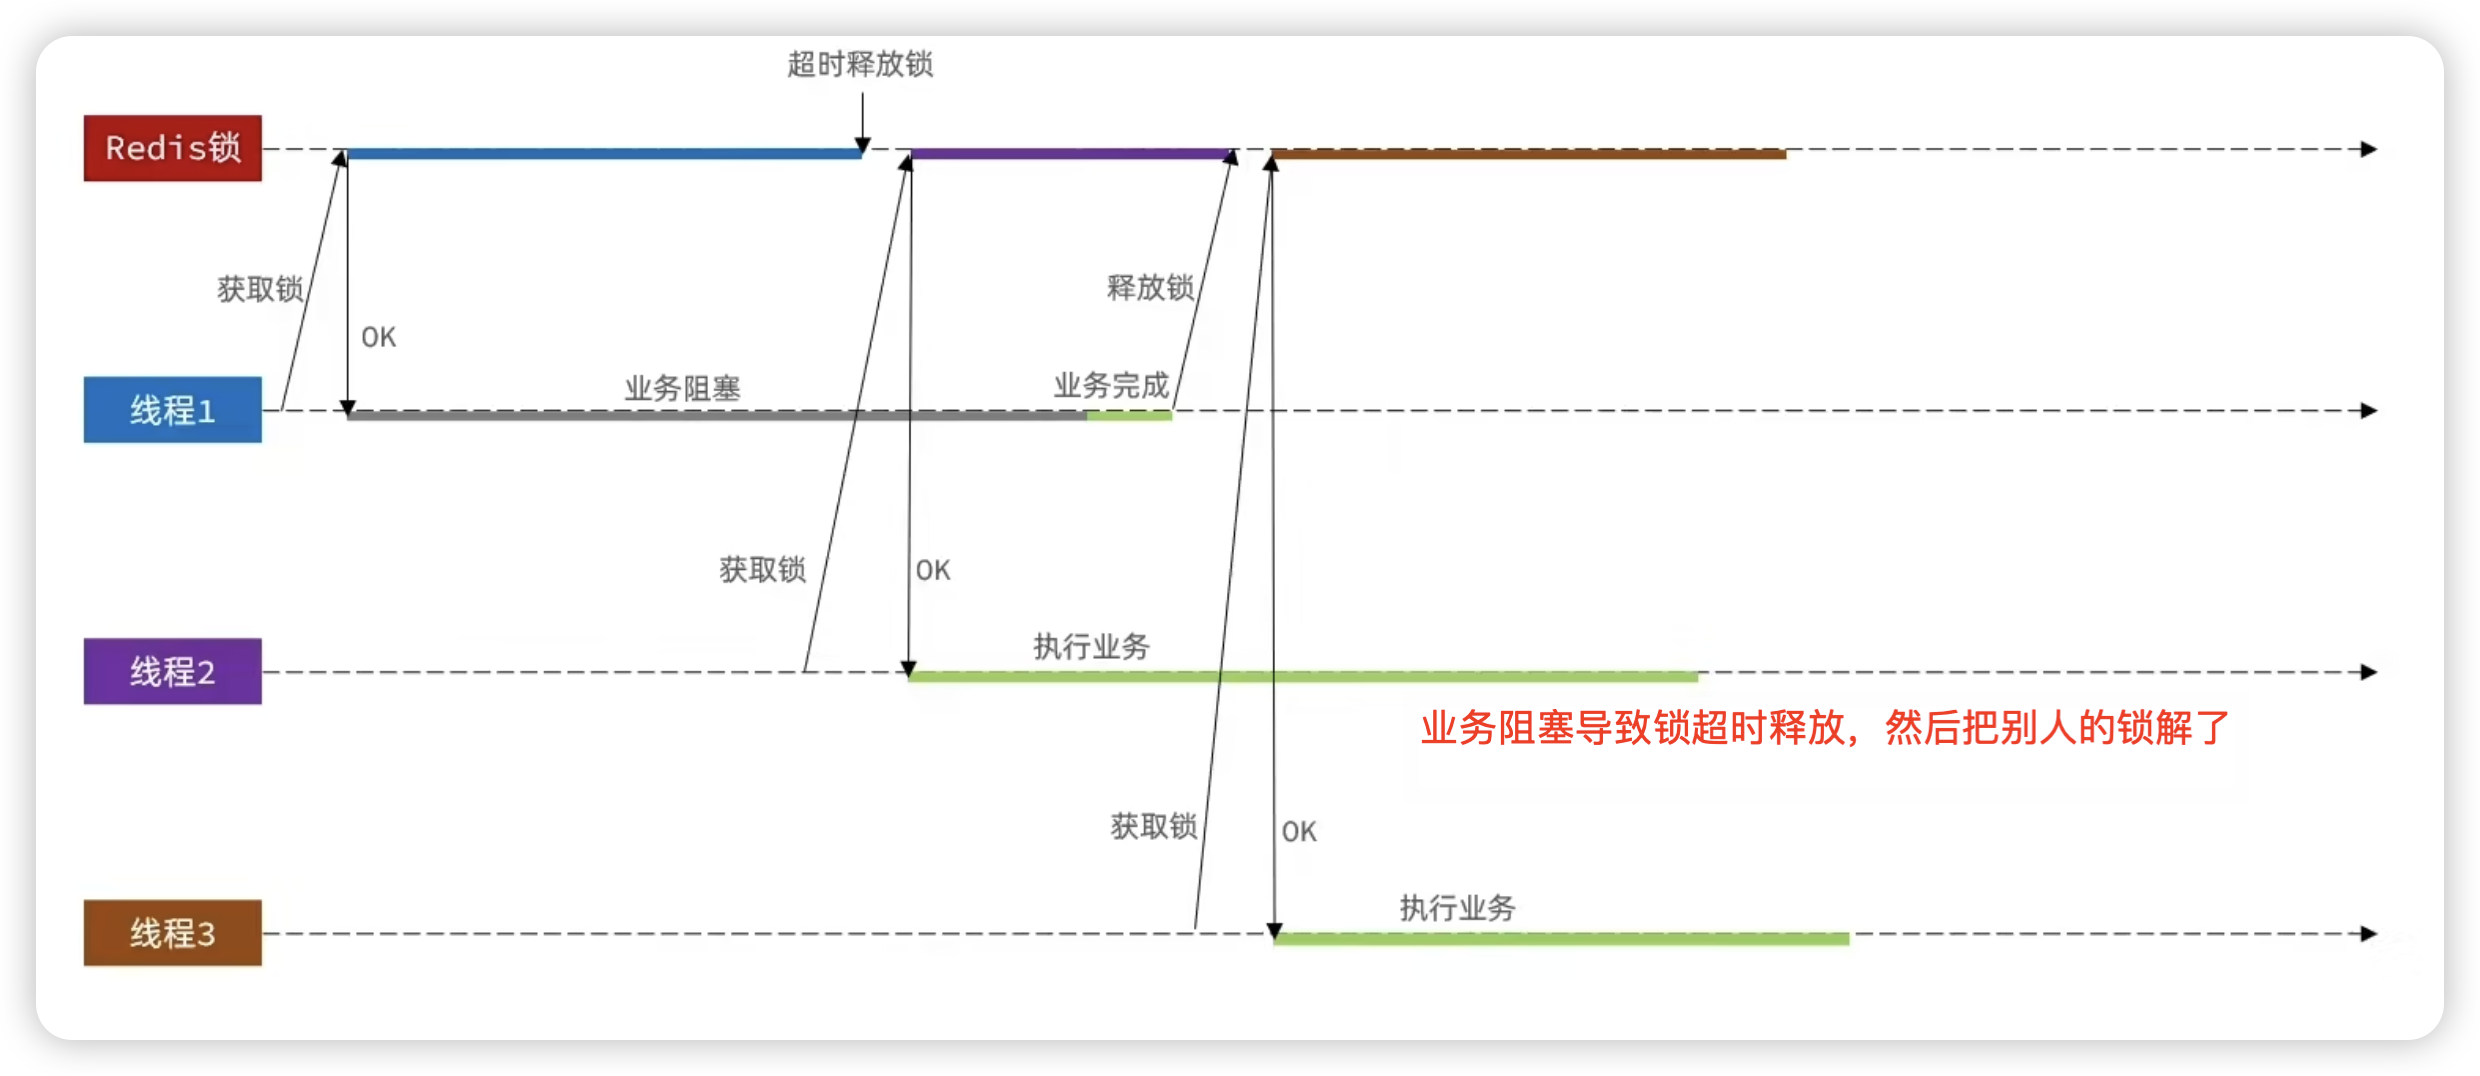 超时释放锁
Redis锁
获取锁
释放锁
OK
业务阻塞
业务完成
线程1
获取锁
OK
执行业务
线程2
业务阻塞导致锁超时释放，然后把别人的锁解了
获取锁
OK
执行业务
线程3